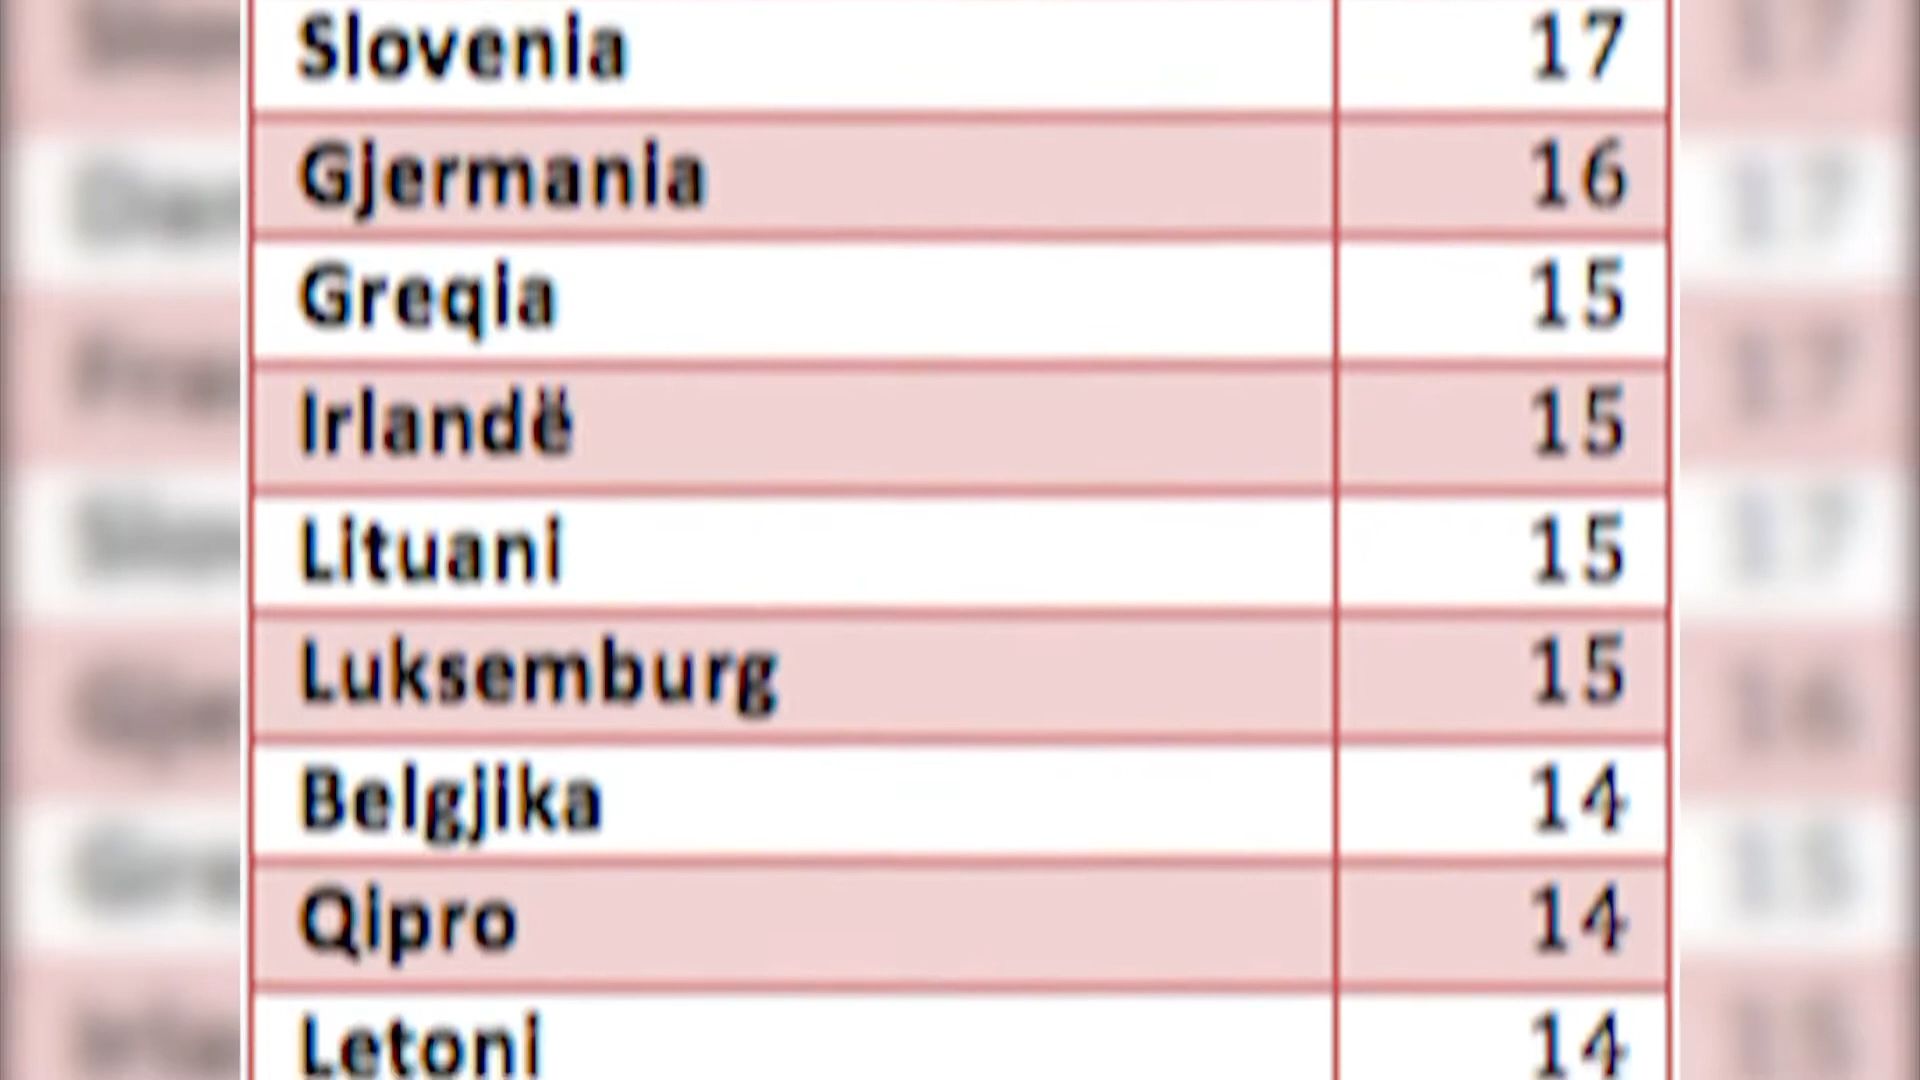 Slovenia 17
Gjermania 16
Greqia 15
Irlandë 15
Lituani 15
Luksemburg 15
Belgjika 14
Qipro 14
Letoni 14